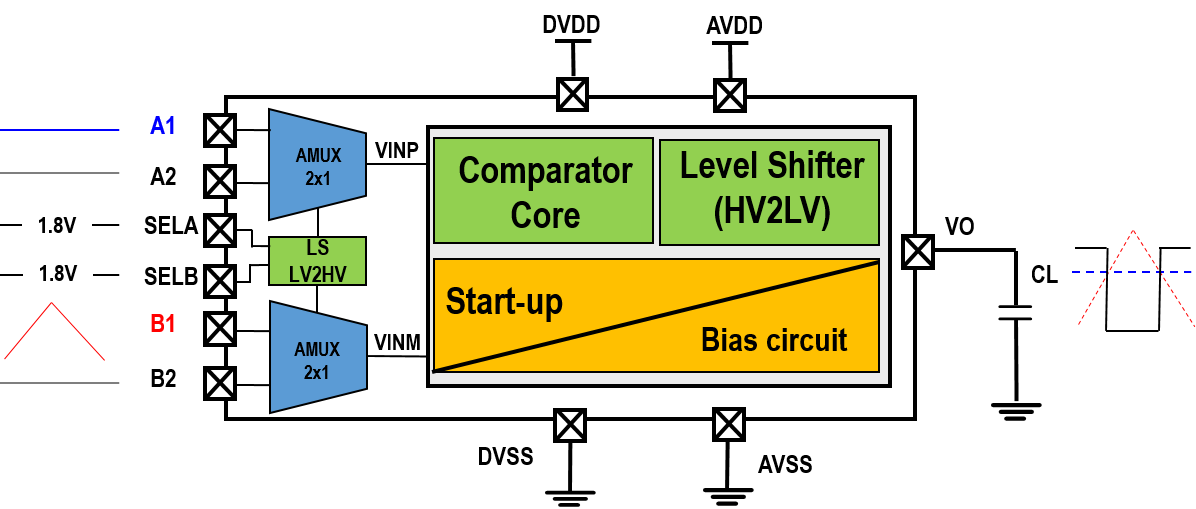 DVDD
AVDD
A1
A2
1.8V
SELA
1.8V
SELB
B1
B2
AMUX
2x1
VINP
LS
LV2HV
AMUX
2x1
VINM
Comparator
Core
Level Shifter
(HV2LV)
Start-up
Bias circuit
VO
CL
DVSS
AVSS